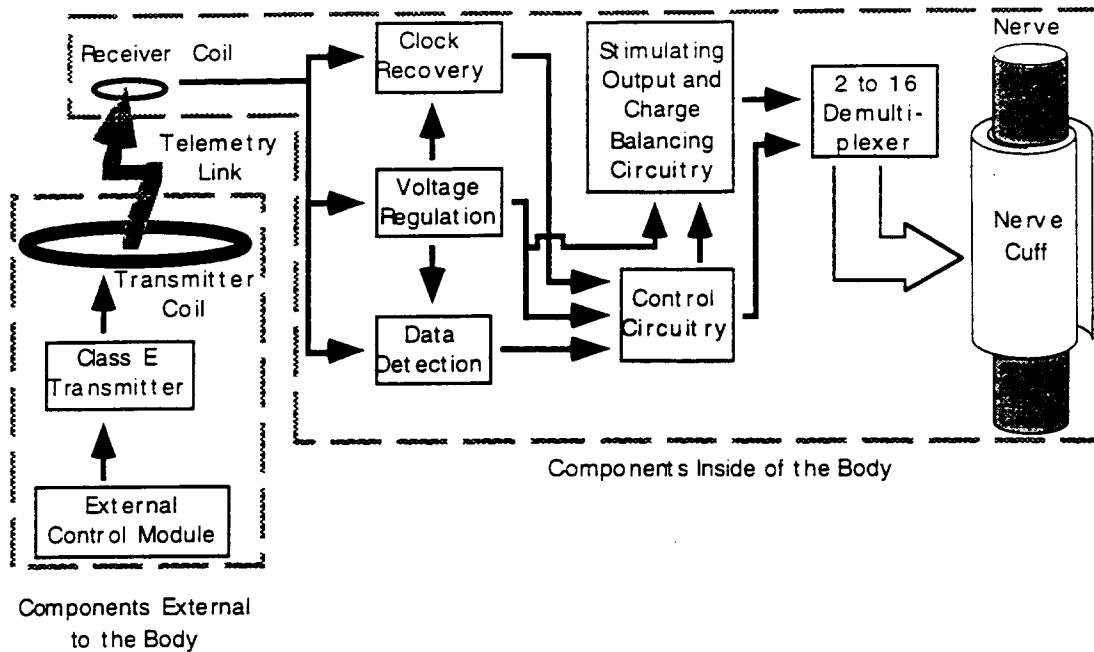 Receiver Coil
Telemetry
Link
Transmitter
Coil
Class E
Transmitter
External
Control Module
Components External
to the Body
Clock
Recovery
Voltage
Regulation
Data
Detection
Stimulating
Output and
Charge
Balancing
Circuitry
Control
Circuitry
2 to 16
Demulti-
plexer
Nerve
Nerve
Cuff
Components Inside of the Body